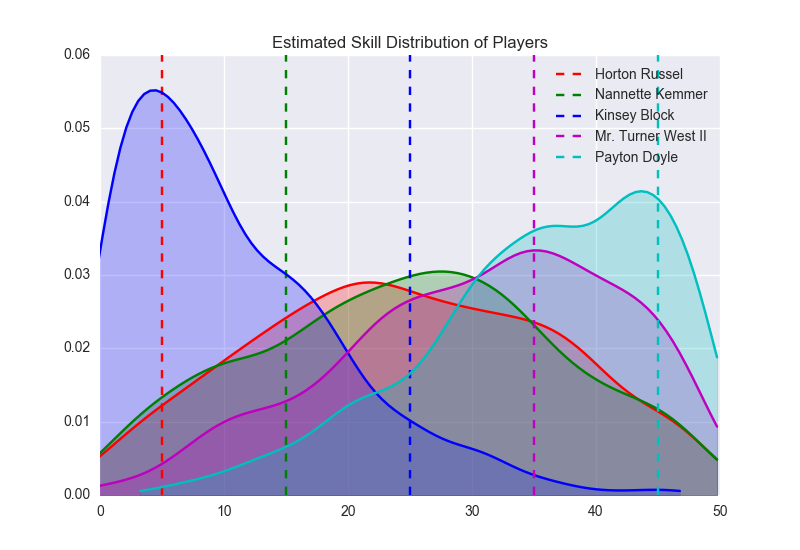 Estimated Skill Distribution of Players
0.06
0.05
0.04
0.03
0.02
0.01
0.00
0 10 20 30 40 50
Horton Russel
Nannette Kemmer
Kinsey Block
Mr. Turner West II
Payton Doyle